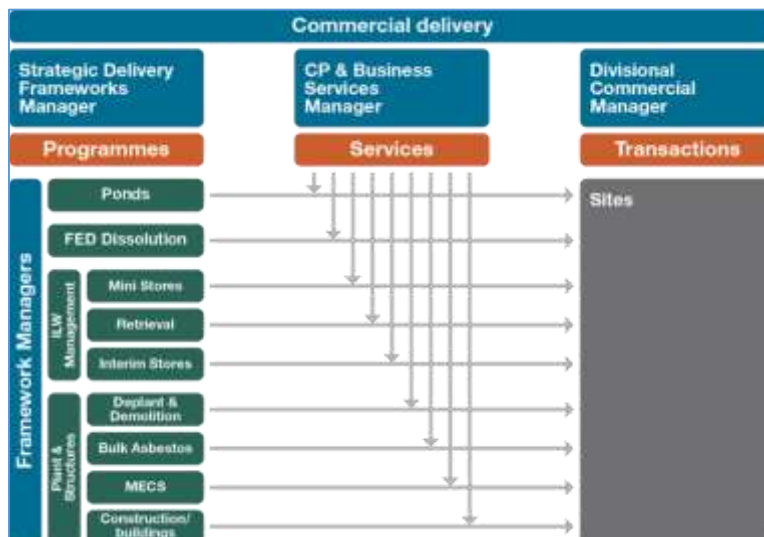 Commercial delivery
Strategic Delivery
Frameworks
Manager
CP & Business
Services
Manager
Divisional
Commercial
Manager
Programmes
Services
Transactions
Framework Managers
Ponds
Sites
FED Dissolution
ILW
Management
Mini Stores
Retrieval
Interim Stores
Plant &
Structures
Deplant &
Demolition
Bulk Asbestos
MECS
Construction/
buildings